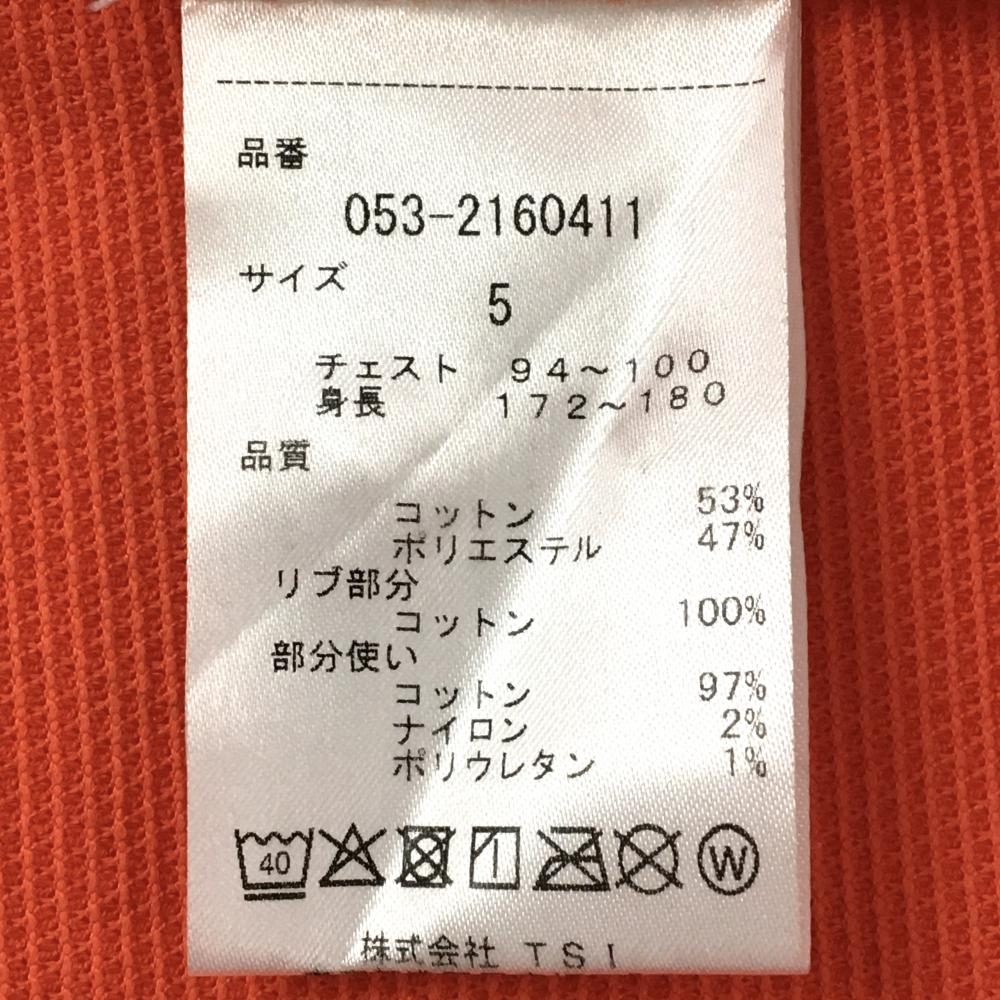 品番
053-2160411
サイズ
5
チェスト 94~100
身長 172~180
品質
コットン 53%
ポリエステル 47%
リブ部分
コットン 100%
部分使い
コットン 97%
ナイロン 2%
ポリウレタン 1%
40
W
株式会社 TSI